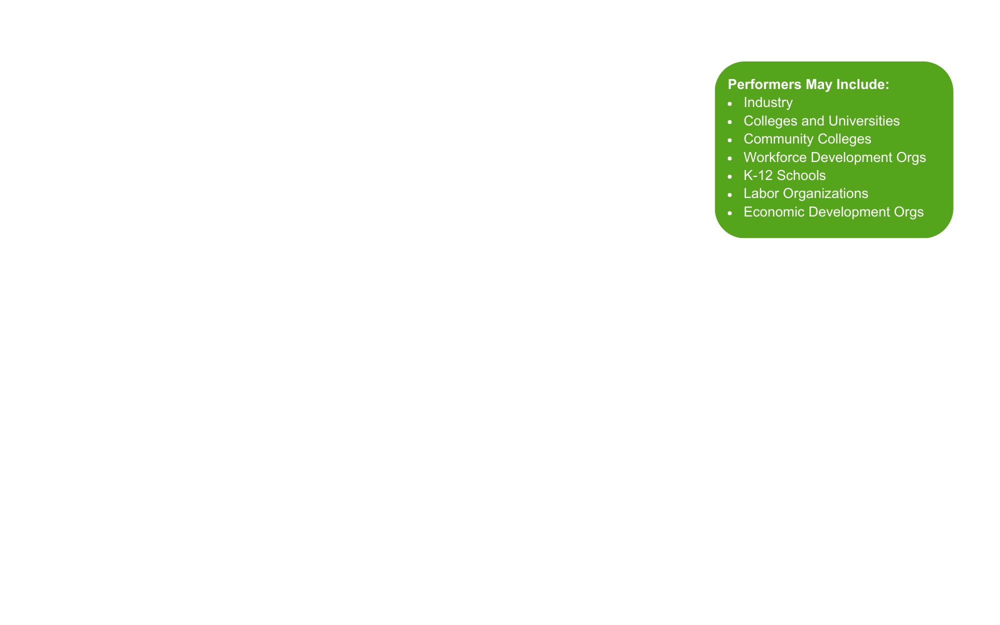 Performers May Include:
• Industry
• Colleges and Universities
• Community Colleges
• Workforce Development Orgs
• K-12 Schools
• Labor Organizations
• Economic Development Orgs